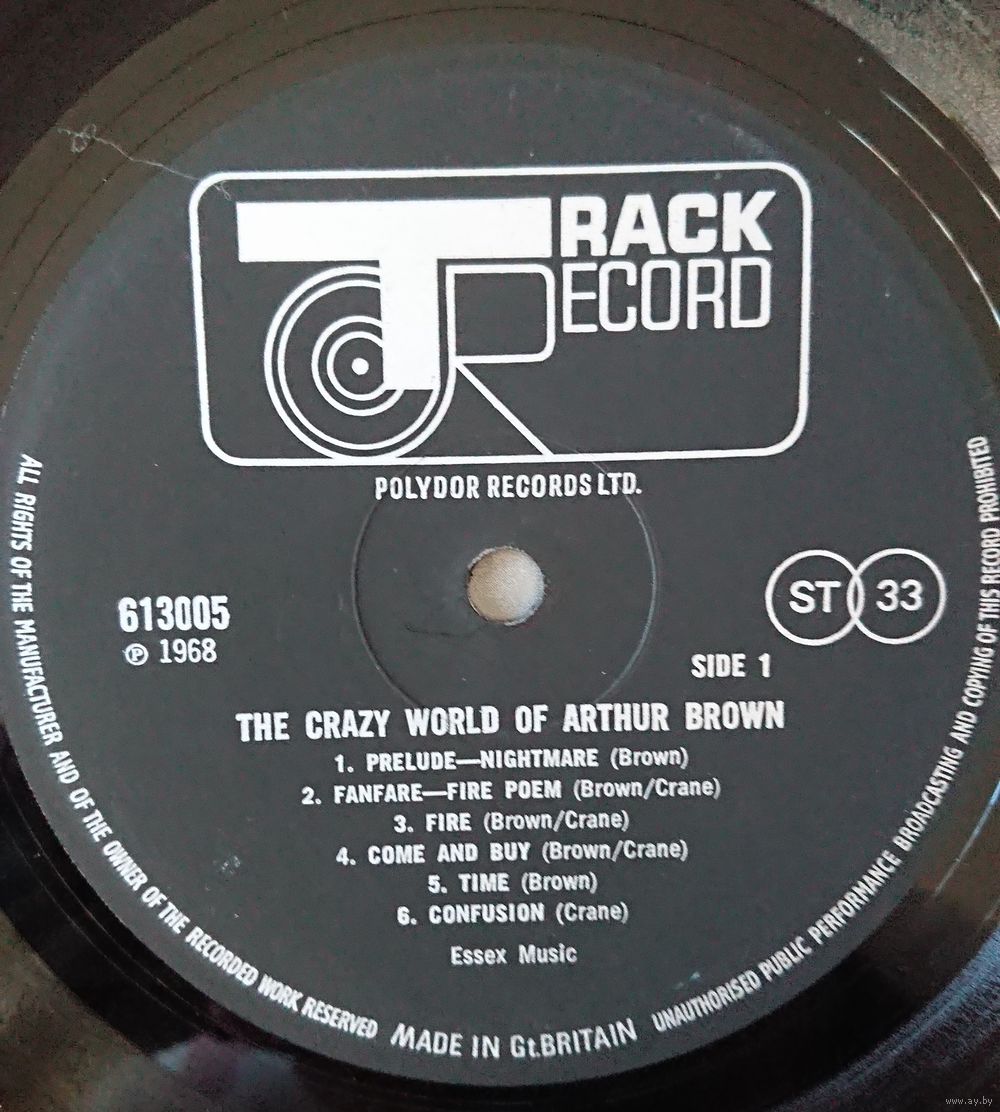 TRACK
RECORD
POLYDOR RECORDS LTD.
613005
℗ 1968
ST 33
SIDE 1
THE CRAZY WORLD OF ARTHUR BROWN
1. PRELUDE—NIGHTMARE (Brown)
2. FANFARE—FIRE POEM (Brown/Crane)
3. FIRE (Brown/Crane)
4. COME AND BUY (Brown/Crane)
5. TIME (Brown)
6. CONFUSION (Crane)
Essex Music
ALL RIGHTS OF THE MANUFACTURER AND OF THE OWNER OF THE RECORDED WORK RESERVED MADE IN Gt.BRITAIN UNAUTHORISED PUBLIC PERFORMANCE BROADCASTING AND COPYING OF THIS RECORD PROHIBITED
www.ay.by